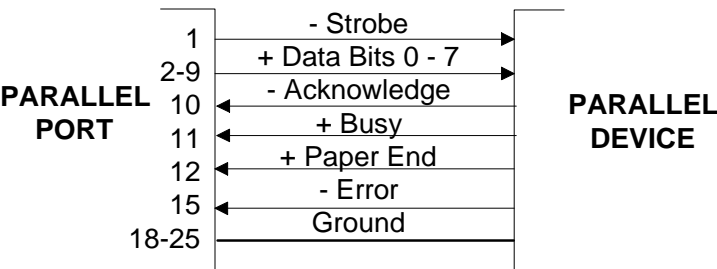 - Strobe
1
+ Data Bits 0 - 7
2-9
- Acknowledge
PARALLEL PORT
10
PARALLEL DEVICE
+ Busy
11
+ Paper End
12
- Error
15
Ground
18-25